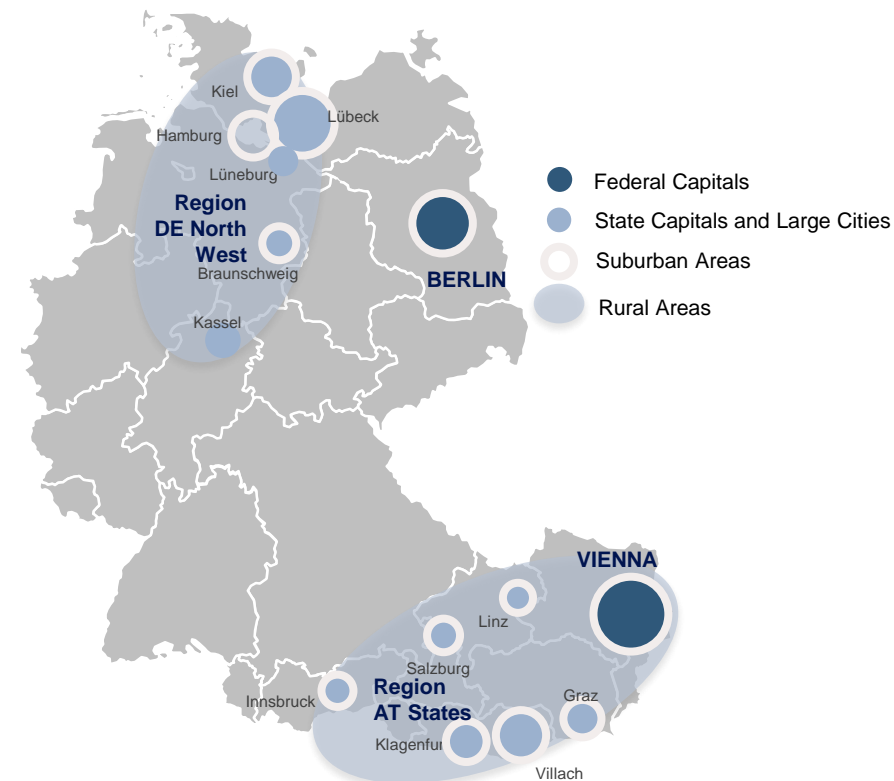 Kiel
Lübeck
Hamburg
Lüneburg
Region
DE North
West
Braunschweig
Kassel
BERLIN
Federal Capitals
State Capitals and Large Cities
Suburban Areas
Rural Areas
VIENNA
Linz
Salzburg
Innsbruck
Region
AT States
Graz
Klagenfur
Villach